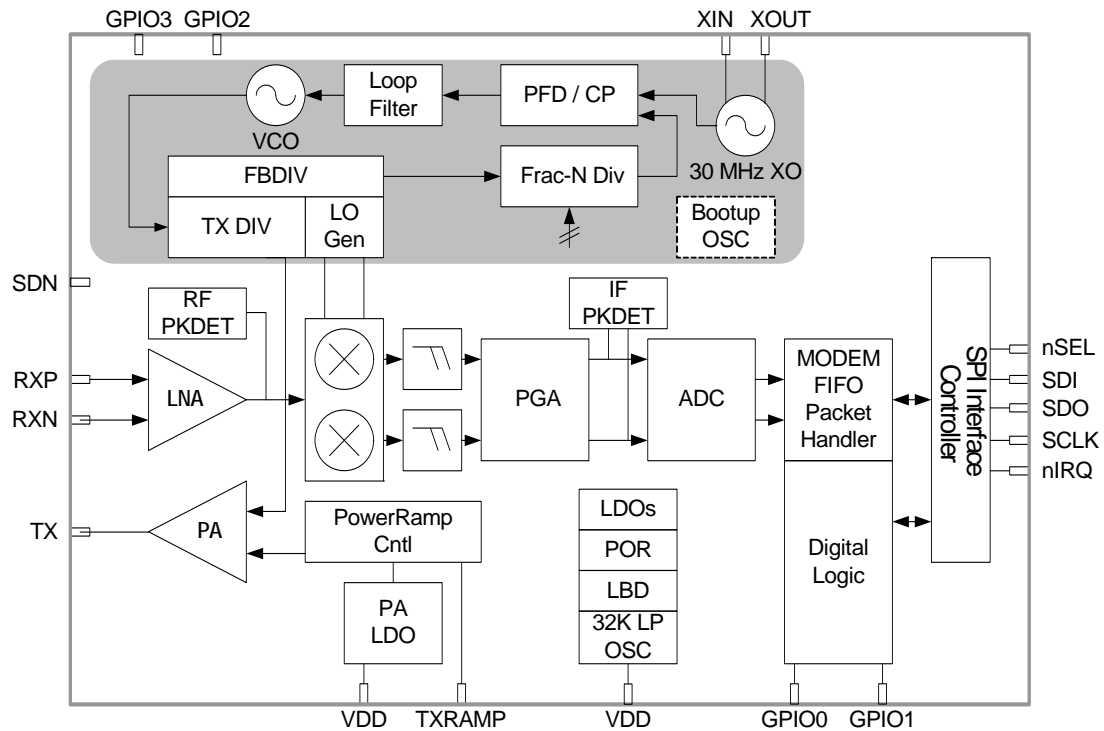 GPIO3 GPIO2
XIN XOUT
Loop
Filter
PFD / CP
VCO
30 MHz XO
FBDIV
Frac-N Div
TX DIV
LO
Gen
Bootup
OSC
SDN
RF
PKDET
IF
PKDET
RXP
RXN
LNA
PGA
ADC
MODEM
FIFO
Packet
Handler
SPI Interface
Controller
nSEL
SDI
SDO
SCLK
nIRQ
TX
PA
PowerRamp
Cntl
PA
LDO
LDOs
POR
LBD
32K LP
OSC
Digital
Logic
VDD
TXRAMP
VDD
GPIO0
GPIO1